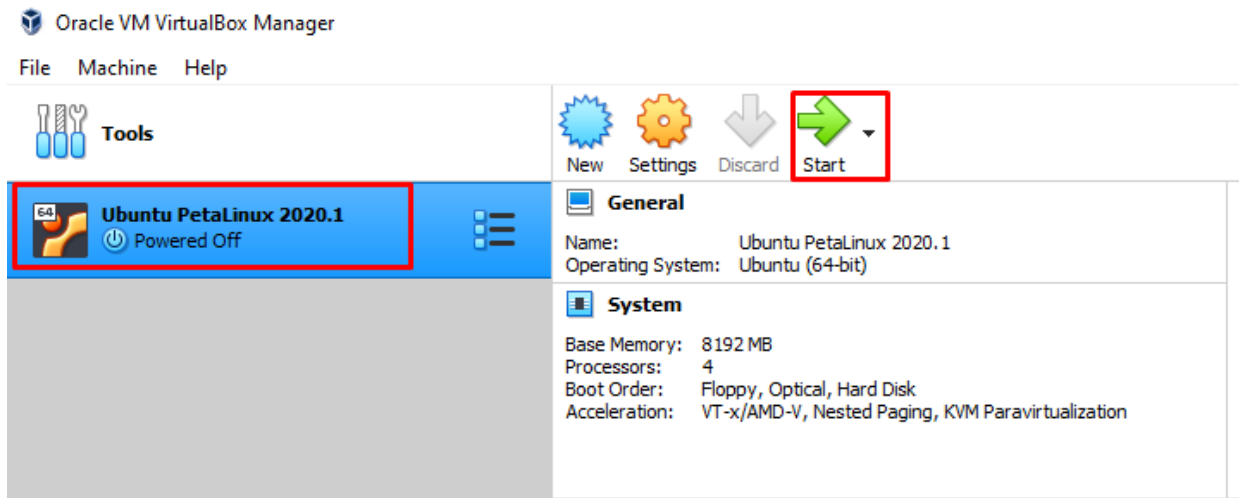 Oracle VM VirtualBox Manager
File Machine Help
Tools
New Settings Discard Start
64
Ubuntu PetaLinux 2020.1
Powered Off
General
Name: Ubuntu PetaLinux 2020.1
Operating System: Ubuntu (64-bit)
System
Base Memory: 8192 MB
Processors: 4
Boot Order: Floppy, Optical, Hard Disk
Acceleration: VT-x/AMD-V, Nested Paging, KVM Paravirtualization